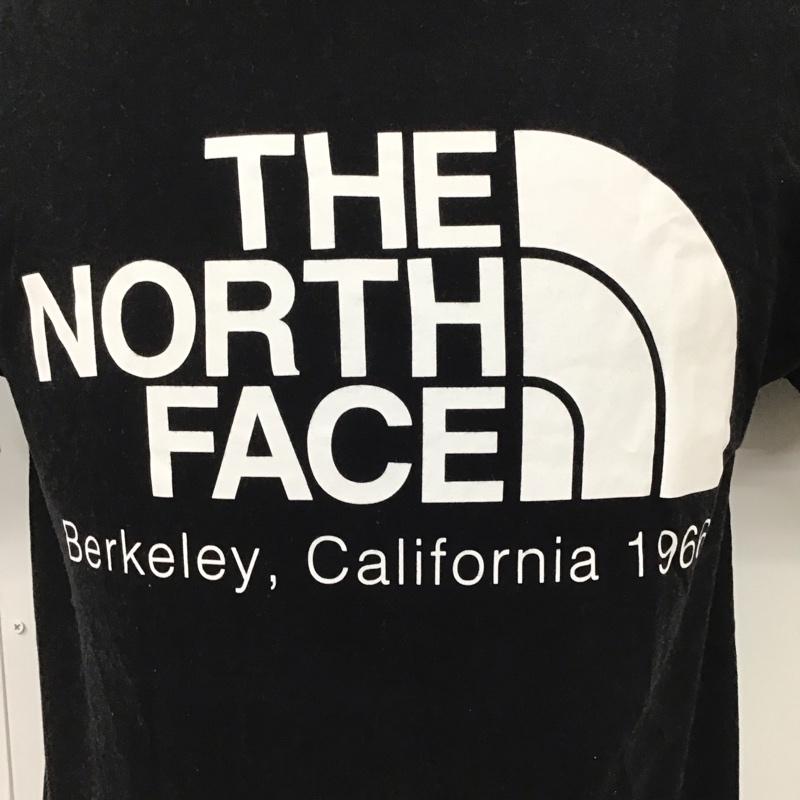 THE
NORTH
FACE
Berkeley, California 1966